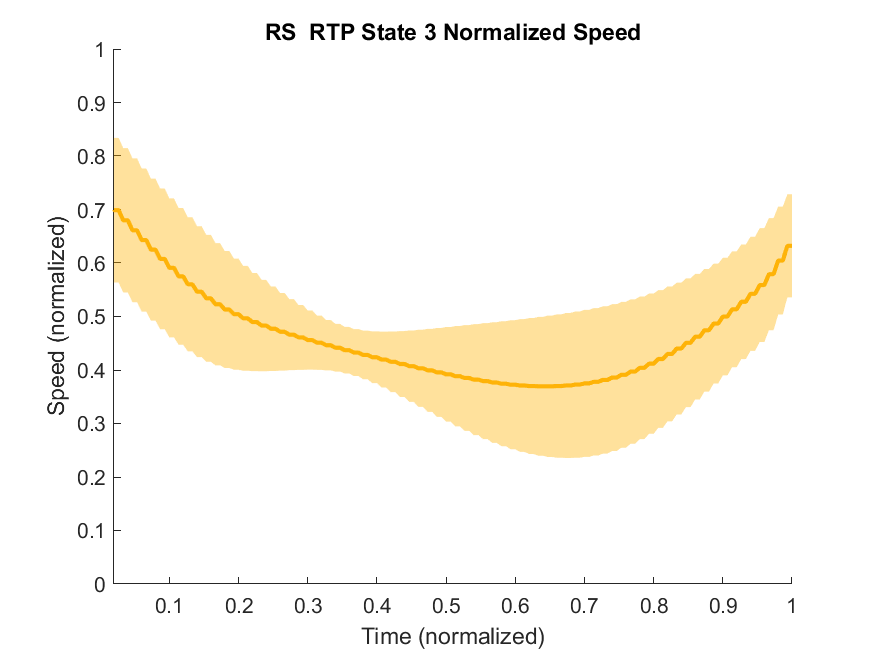 RS  RTP State 3 Normalized Speed
1
0.9
0.8
0.7
0.6
0.5
0.4
0.3
0.2
0.1
0
Speed (normalized)
0.1 0.2 0.3 0.4 0.5 0.6 0.7 0.8 0.9 1
Time (normalized)